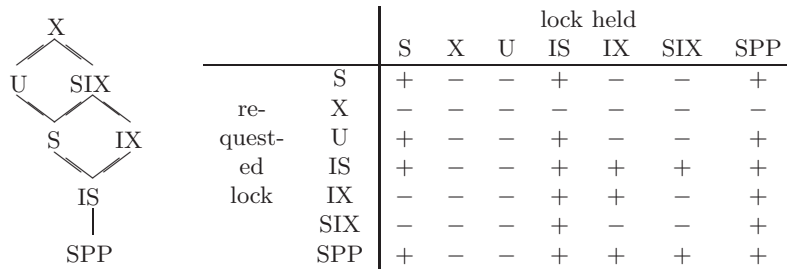 X
U SIX
S IX
IS
SPP
lock held
S X U IS IX SIX SPP
S + − − + − − +
re- X − − − − − − −
quest- U + − − + − − +
ed IS + − − + + + +
lock IX − − − + + − +
SIX − − − + − − +
SPP + − − + + + +